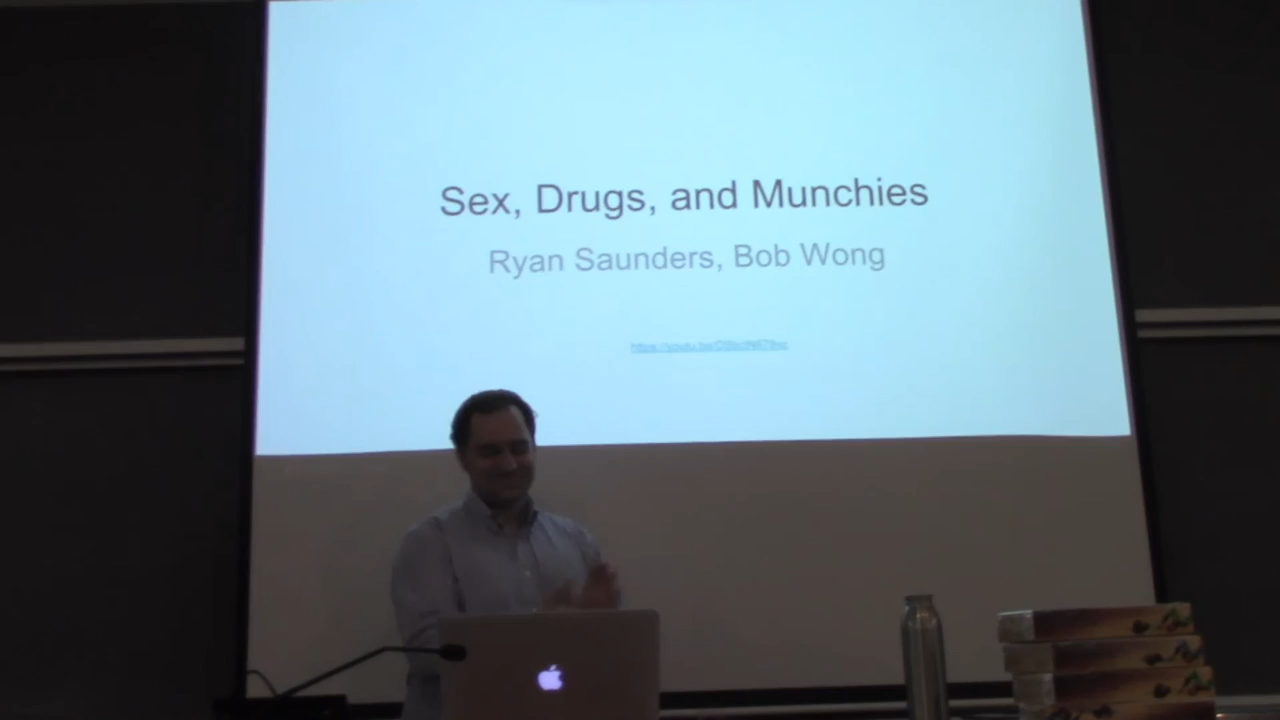 Sex, Drugs, and Munchies
Ryan Saunders, Bob Wong